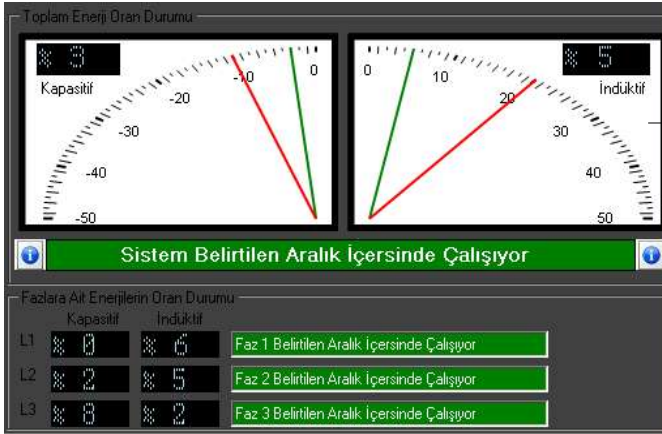 Toplam Enerji Oran Durumu
% 3
Kapasitif
-50
-40
-30
-20
-10
0
% 5
İndüktif
0
10
20
30
40
50
Sistem Belirtilen Aralık İçersinde Çalışıyor
Fazlara Ait Enerjilerin Oran Durumu
Kapasitif İndüktif
L1 % 0 % 6 Faz 1 Belirtilen Aralık İçersinde Çalışıyor
L2 % 2 % 5 Faz 2 Belirtilen Aralık İçersinde Çalışıyor
L3 % 8 % 2 Faz 3 Belirtilen Aralık İçersinde Çalışıyor